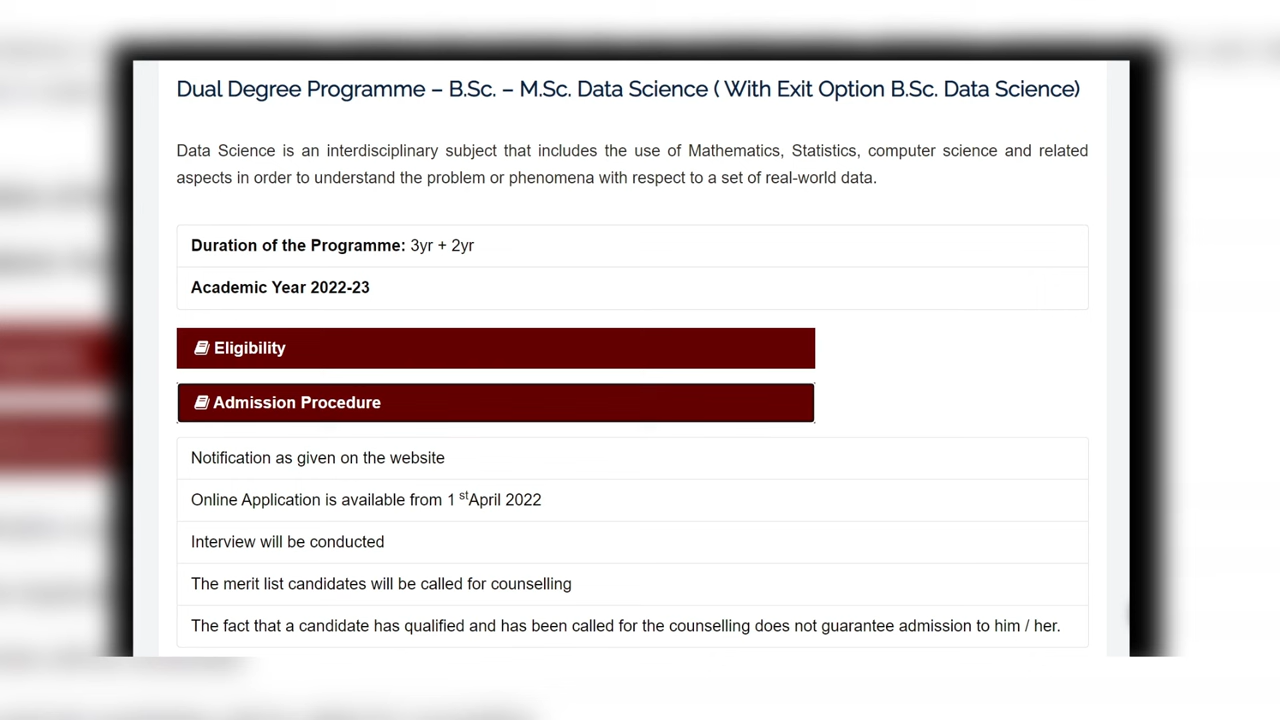 Dual Degree Programme – B.Sc. – M.Sc. Data Science ( With Exit Option B.Sc. Data Science)
Data Science is an interdisciplinary subject that includes the use of Mathematics, Statistics, computer science and related
aspects in order to understand the problem or phenomena with respect to a set of real-world data.
Duration of the Programme: 3yr + 2yr
Academic Year 2022-23
Eligibility
Admission Procedure
Notification as given on the website
Online Application is available from 1 stApril 2022
Interview will be conducted
The merit list candidates will be called for counselling
The fact that a candidate has qualified and has been called for the counselling does not guarantee admission to him / her.